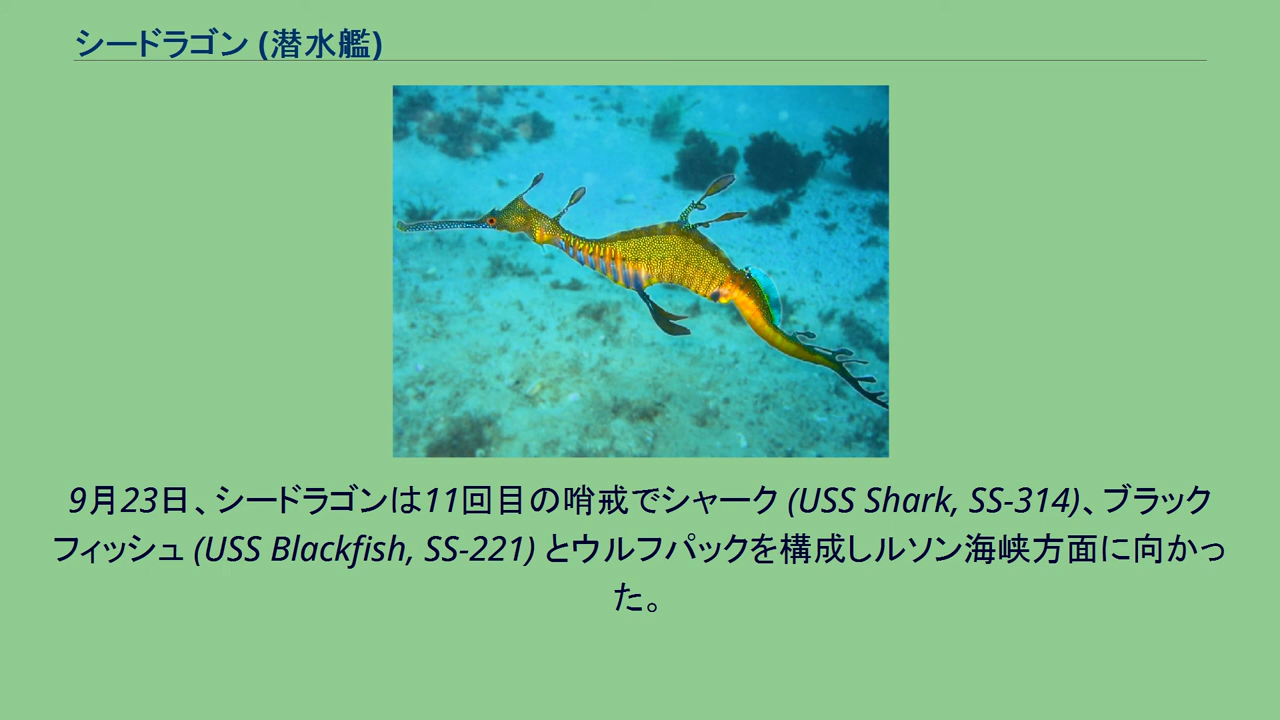 シードラゴン (潜水艦)
9月23日、シードラゴンは11回目の哨戒でシャーク (USS Shark, SS-314)、ブラック
フィッシュ (USS Blackfish, SS-221) とウルフパックを構成しルソン海峡方面に向かっ
た。